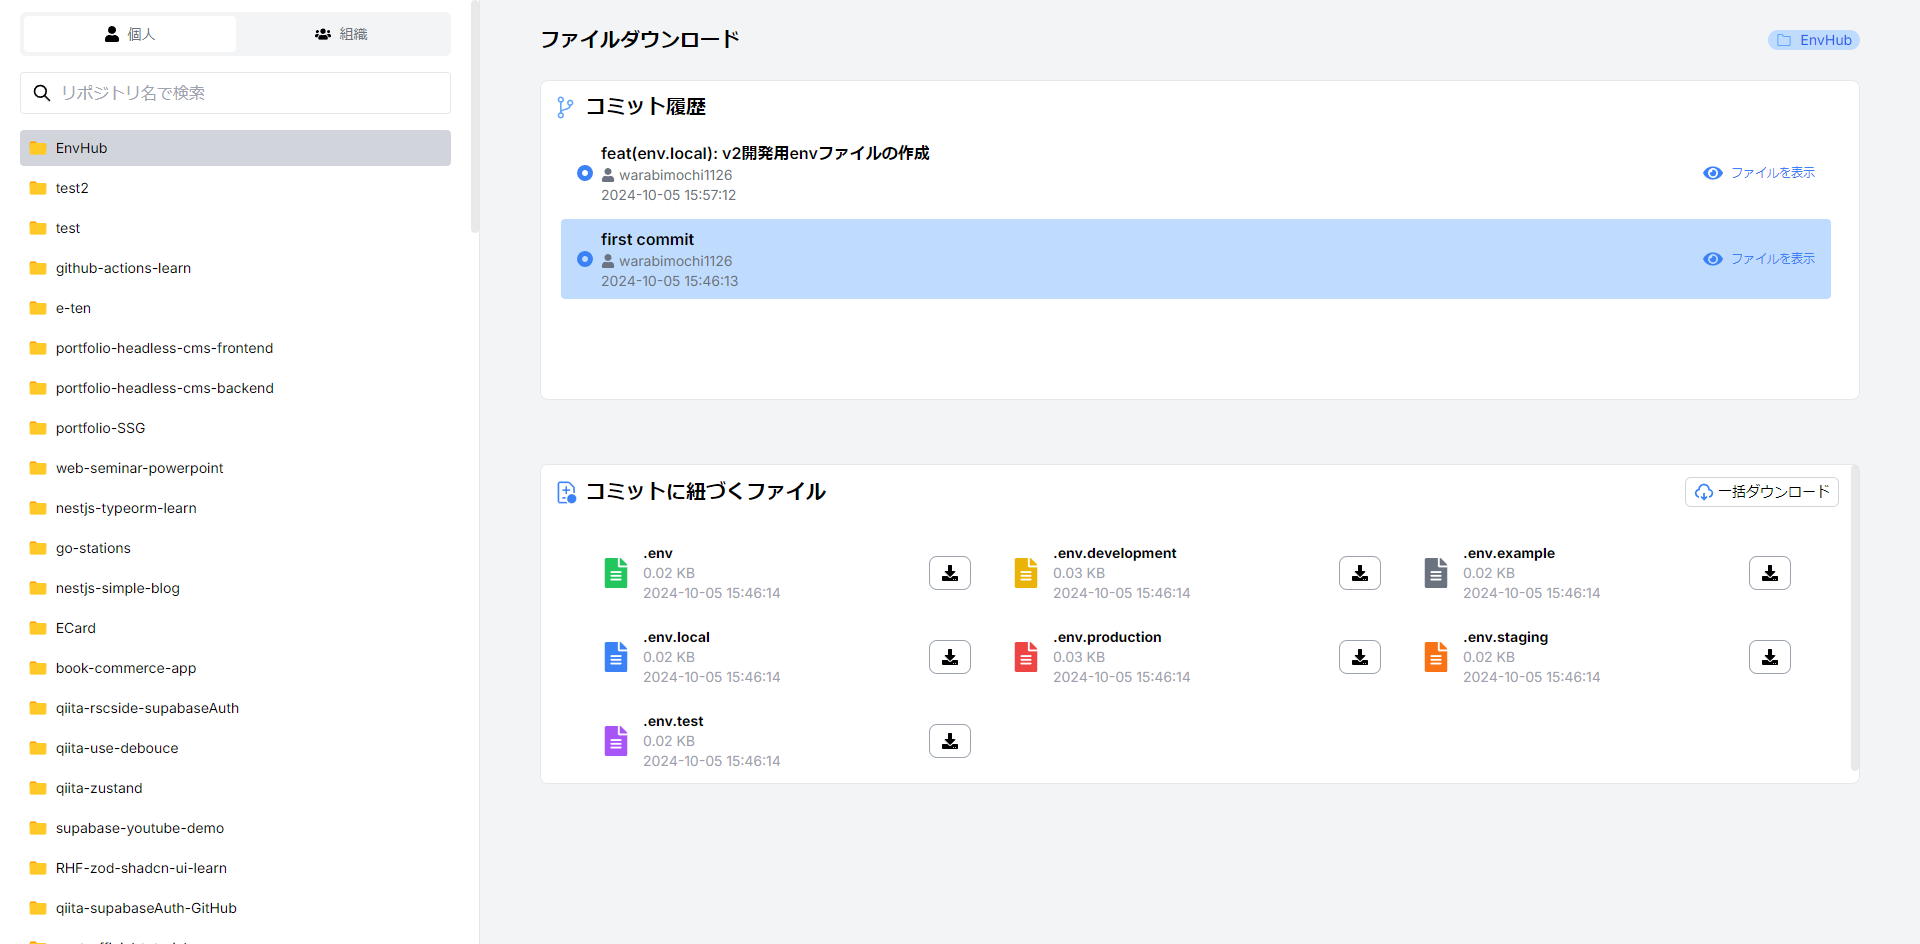 個人
組織
リポジトリ名で検索
EnvHub
test2
test
github-actions-learn
e-ten
portfolio-headless-cms-frontend
portfolio-headless-cms-backend
portfolio-SSG
web-seminar-powerpoint
nestjs-typeorm-learn
go-stations
nestjs-simple-blog
ECard
book-commerce-app
qiita-rscside-supabaseAuth
qiita-use-debouce
qiita-zustand
supabase-youtube-demo
RHF-zod-shadcn-ui-learn
qiita-supabaseAuth-GitHub
ファイルダウンロード
EnvHub
コミット履歴
feat(env.local): v2開発用envファイルの作成
warabimochi1126
2024-10-05 15:57:12
ファイルを表示
first commit
warabimochi1126
2024-10-05 15:46:13
ファイルを表示
コミットに紐づくファイル
一括ダウンロード
.env
0.02 KB
2024-10-05 15:46:14
.env.development
0.03 KB
2024-10-05 15:46:14
.env.example
0.02 KB
2024-10-05 15:46:14
.env.local
0.02 KB
2024-10-05 15:46:14
.env.production
0.03 KB
2024-10-05 15:46:14
.env.staging
0.02 KB
2024-10-05 15:46:14
.env.test
0.02 KB
2024-10-05 15:46:14